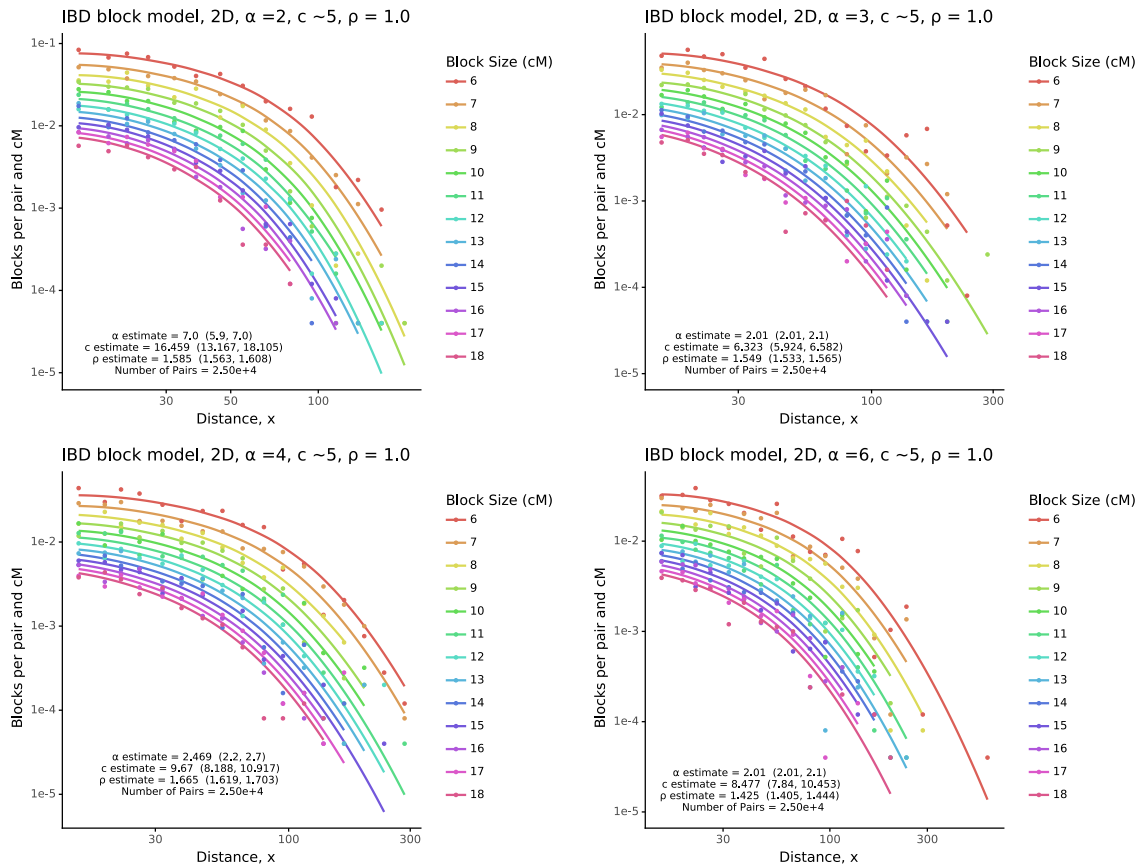 IBD block model, 2D, α =2, c ~5, ρ = 1.0
Blocks per pair and cM
1e-1
1e-2
1e-3
1e-4
1e-5
α estimate = 7.0 (5.9, 7.0)
c estimate = 16.459 (13.167, 18.105)
ρ estimate = 1.585 (1.563, 1.608)
Number of Pairs = 2.50e+4
30
50
100
Distance, x
Block Size (cM)
6
7
8
9
10
11
12
13
14
15
16
17
18
IBD block model, 2D, α =3, c ~5, ρ = 1.0
Blocks per pair and cM
1e-2
1e-3
1e-4
1e-5
α estimate = 2.01 (2.01, 2.1)
c estimate = 6.323 (5.924, 6.582)
ρ estimate = 1.549 (1.533, 1.565)
Number of Pairs = 2.50e+4
30
100
300
Distance, x
Block Size (cM)
6
7
8
9
10
11
12
13
14
15
16
17
18
IBD block model, 2D, α =4, c ~5, ρ = 1.0
Blocks per pair and cM
1e-2
1e-3
1e-4
1e-5
α estimate = 2.469 (2.2, 2.7)
c estimate = 9.67 (8.188, 10.917)
ρ estimate = 1.665 (1.619, 1.703)
Number of Pairs = 2.50e+4
30
100
300
Distance, x
Block Size (cM)
6
7
8
9
10
11
12
13
14
15
16
17
18
IBD block model, 2D, α =6, c ~5, ρ = 1.0
Blocks per pair and cM
1e-2
1e-3
1e-4
1e-5
α estimate = 2.01 (2.01, 2.1)
c estimate = 8.477 (7.84, 10.453)
ρ estimate = 1.425 (1.405, 1.444)
Number of Pairs = 2.50e+4
30
100
300
Distance, x
Block Size (cM)
6
7
8
9
10
11
12
13
14
15
16
17
18